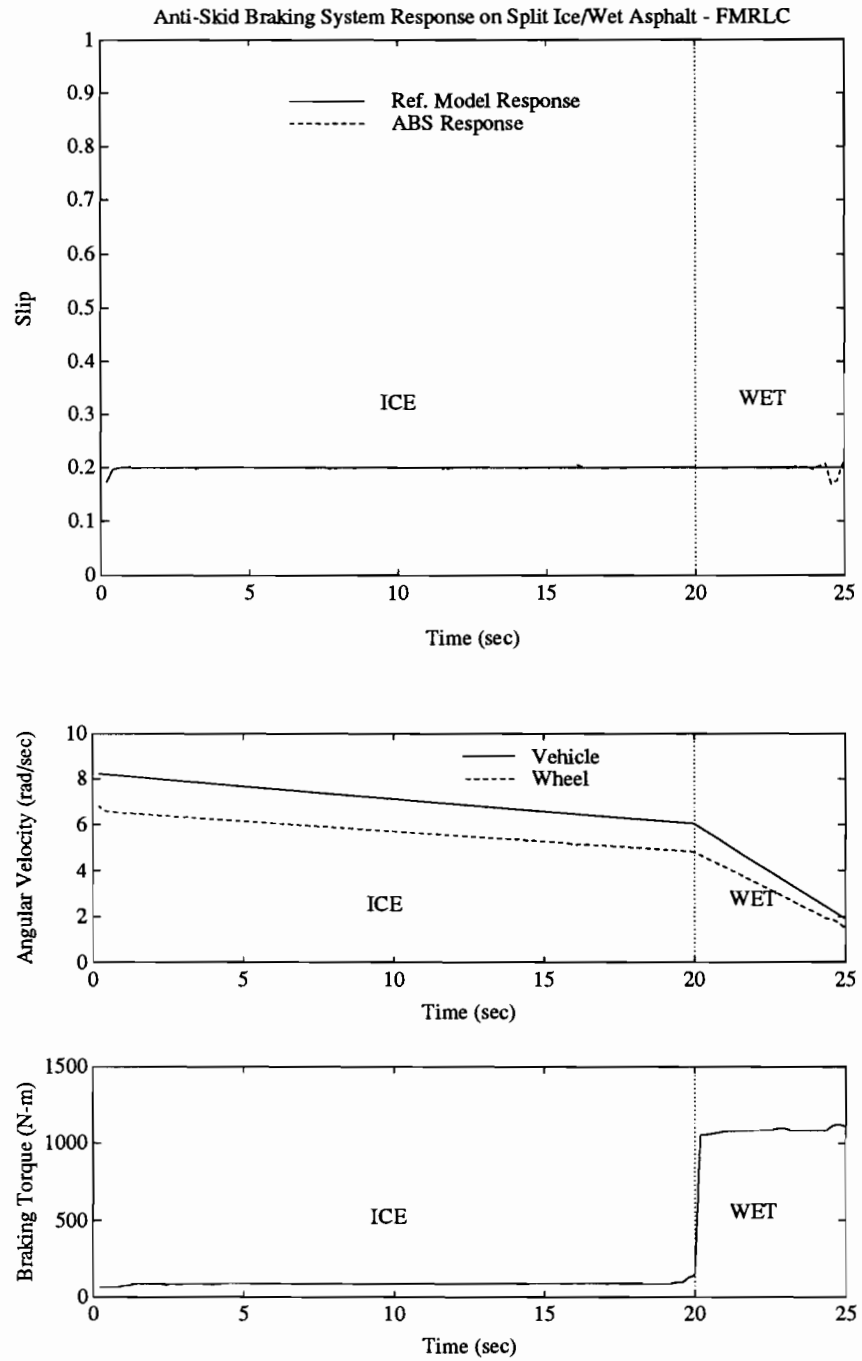 Anti-Skid Braking System Response on Split Ice/Wet Asphalt - FMRLC
1
0.9
0.8
0.7
0.6
0.5
0.4
0.3
0.2
0.1
0
Slip
Ref. Model Response
ABS Response
ICE
WET
0 5 10 15 20 25
Time (sec)
10
8
6
4
2
0
Angular Velocity (rad/sec)
Vehicle
Wheel
ICE
WET
0 5 10 15 20 25
Time (sec)
1500
1000
500
0
Braking Torque (N-m)
ICE
WET
0 5 10 15 20 25
Time (sec)